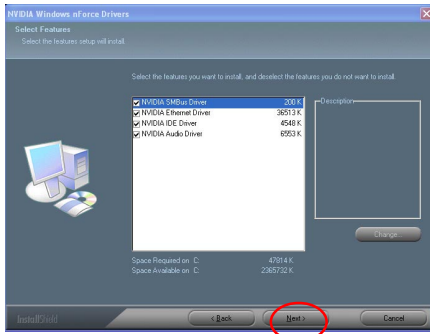 NVIDIA Windows nForce Drivers
Select Features
Select the features setup will install.
Select the features you want to install, and deselect the features you do not want to install.
NVIDIA SMBus Driver 200 K
NVIDIA Ethernet Driver 36513 K
NVIDIA IDE Driver 4548 K
NVIDIA Audio Driver 6553 K
Description
Change...
Space Required on C: 47814 K
Space Available on C: 2365732 K
InstallShield
< Back
Next >
Cancel